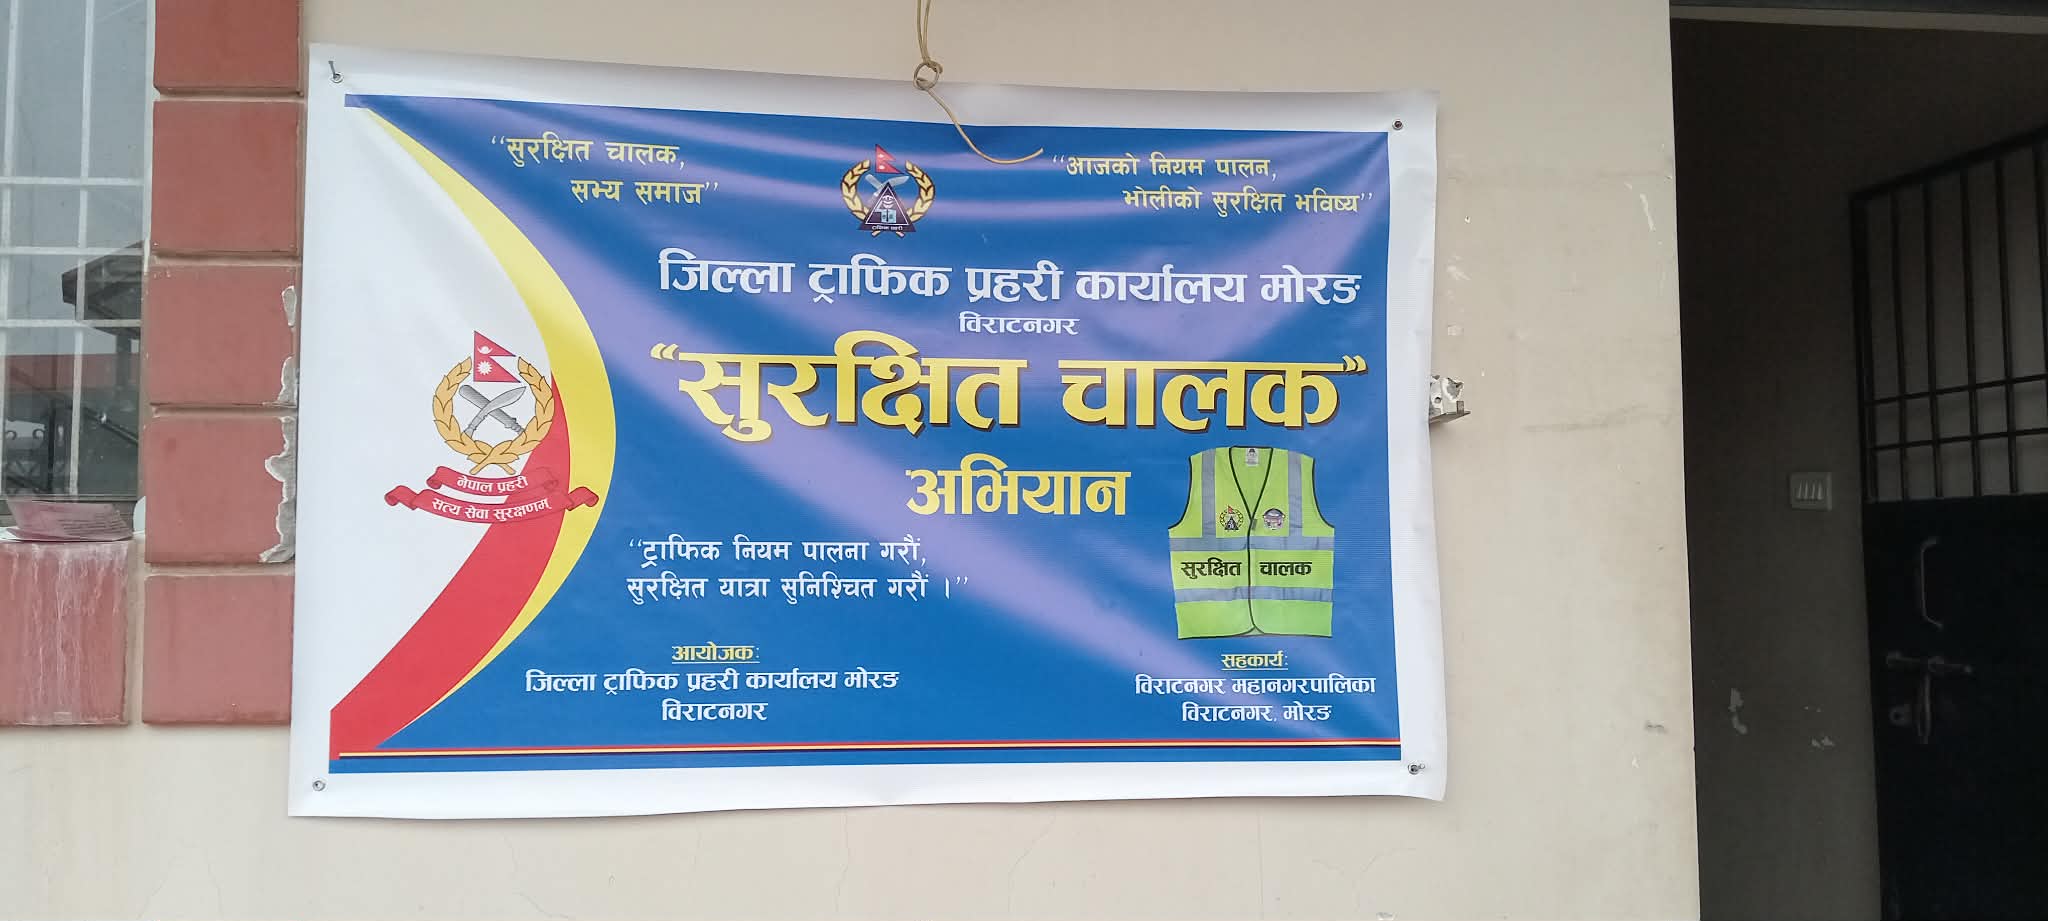 “सुरक्षित चालक,
सभ्य समाज”
“आजको नियम पालन,
भोलीको सुरक्षित भविष्य”
ट्राफिक प्रहरी
जिल्ला ट्राफिक प्रहरी कार्यालय मोरङ
विराटनगर
“सुरक्षित चालक”
अभियान
नेपाल प्रहरी
सत्य सेवा सुरक्षणम्
सुरक्षित चालक
“ट्राफिक नियम पालना गरौं,
सुरक्षित यात्रा सुनिश्चित गरौं ।”
आयोजकः
जिल्ला ट्राफिक प्रहरी कार्यालय मोरङ
विराटनगर
सहकार्यः
विराटनगर महानगरपालिका
विराटनगर, मोरङ